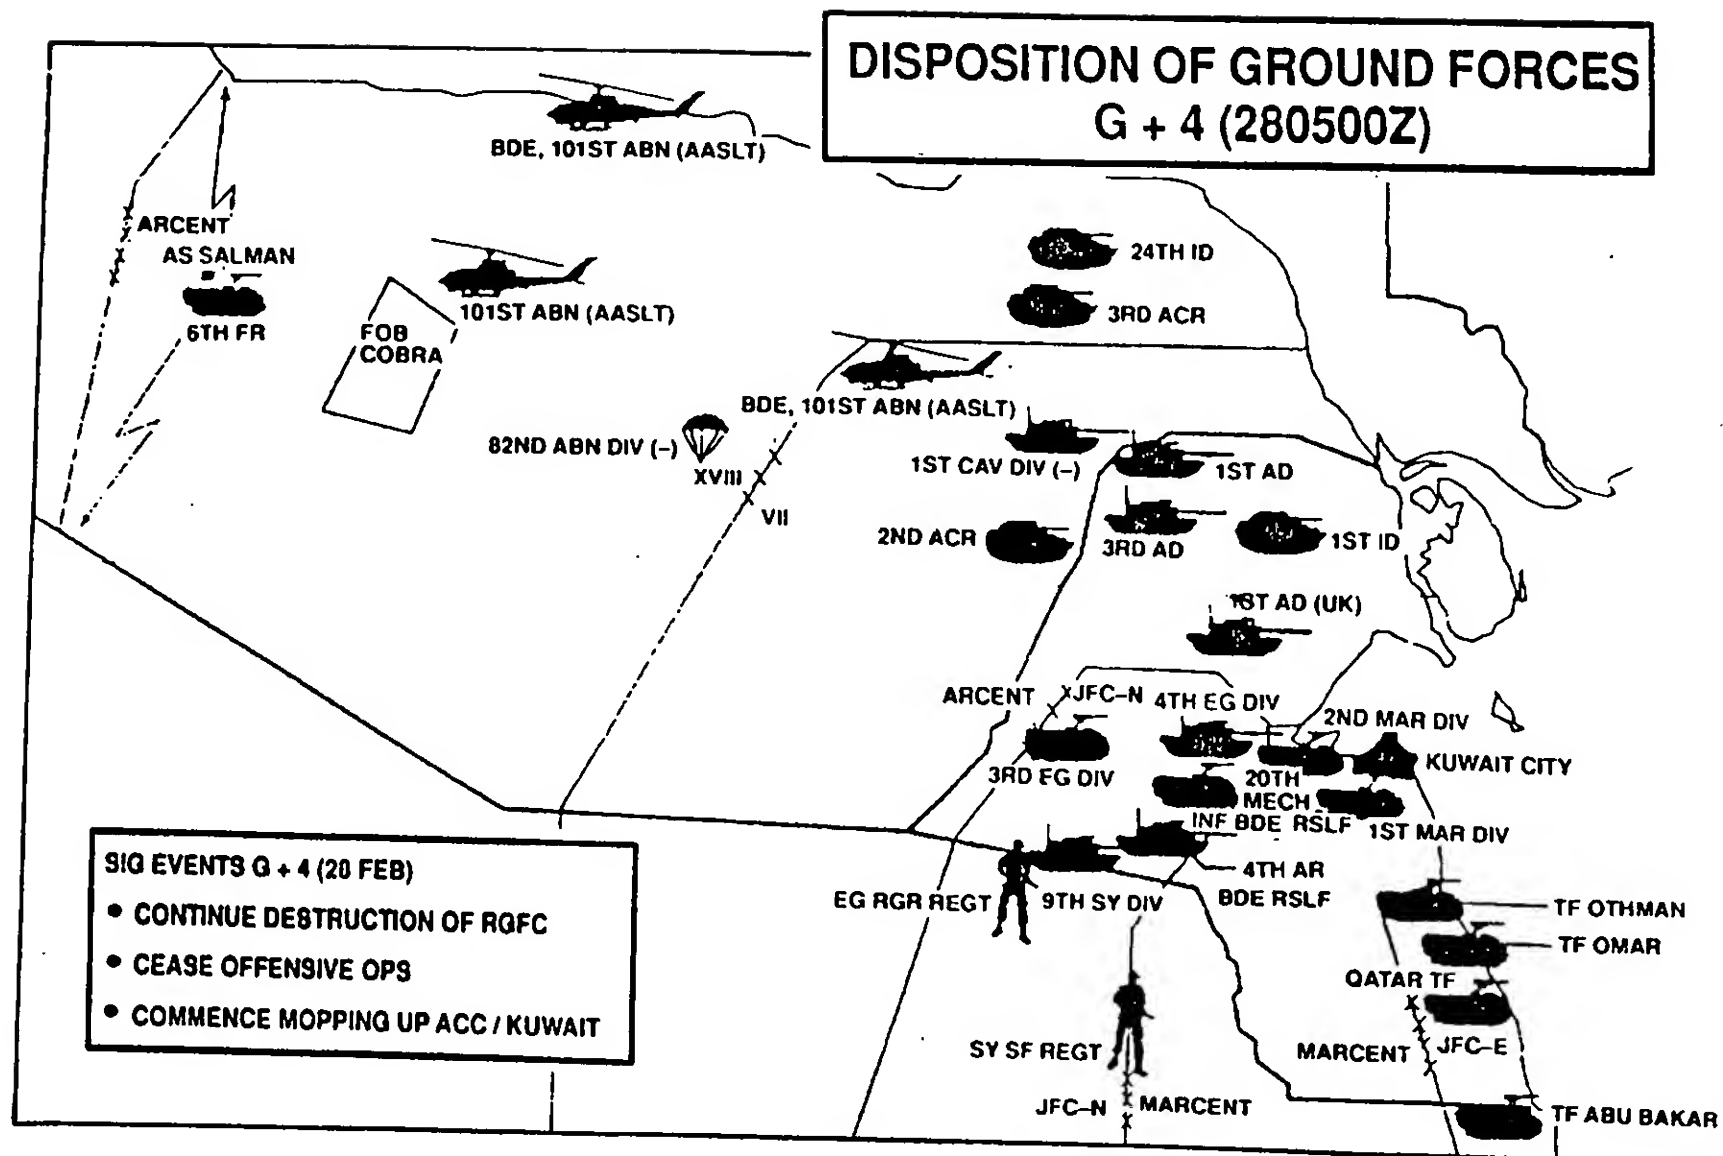 DISPOSITION OF GROUND FORCES
G + 4 (280500Z)
BDE, 101ST ABN (AASLT)
ARCENT
AS SALMAN
6TH FR
FOB
COBRA
101ST ABN (AASLT)
24TH ID
3RD ACR
BDE, 101ST ABN (AASLT)
82ND ABN DIV (–)
XVIII
VII
1ST CAV DIV (–)
1ST AD
2ND ACR
3RD AD
1ST ID
1ST AD (UK)
ARCENT
JFC–N
4TH EG DIV
2ND MAR DIV
KUWAIT CITY
3RD EG DIV
20TH
MECH
INF BDE RSLF
1ST MAR DIV
4TH AR
BDE RSLF
EG RGR REGT
9TH SY DIV
TF OTHMAN
TF OMAR
QATAR TF
MARCENT
JFC–E
SY SF REGT
JFC–N
MARCENT
TF ABU BAKAR
SIG EVENTS G + 4 (28 FEB)
• CONTINUE DESTRUCTION OF RGFC
• CEASE OFFENSIVE OPS
• COMMENCE MOPPING UP ACC / KUWAIT